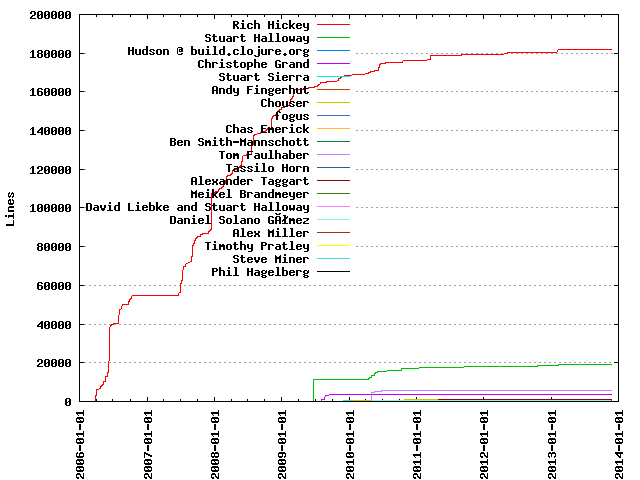 200000
180000
160000
140000
120000
100000
80000
60000
40000
20000
0
Lines
Rich Hickey
Stuart Halloway
Hudson @ build.clojure.org
Christophe Grand
Stuart Sierra
Andy Fingerhut
Chouser
fogus
Chas Emerick
Ben Smith-Mannschott
Tom Faulhaber
Tassilo Horn
Alexander Taggart
Meikel Brandmeyer
David Liebke and Stuart Halloway
Daniel Solano
Alex Miller
Timothy Pratley
Steve Miner
Phil Hagelberg
2006-01-01
2007-01-01
2008-01-01
2009-01-01
2010-01-01
2011-01-01
2012-01-01
2013-01-01
2014-01-01